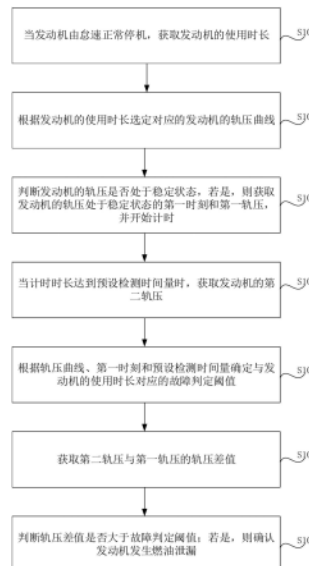 当发动机由怠速正常停机，获取发动机的使用时长
根据发动机的使用时长选定对应的发动机的轨压曲线
判断发动机的轨压是否处于稳定状态，若是，则获取
发动机的轨压处于稳定状态的第一时刻和第一轨压，
并开始计时
当计时时长达到预设检测时间量时，获取发动机的第
二轨压
根据轨压曲线、第一时刻和预设检测时间量确定与发
动机的使用时长对应的故障判定阈值
获取第二轨压与第一轨压的轨压差值
判断轨压差值是否大于故障判定阈值；若是，则确认
发动机发生燃油泄漏